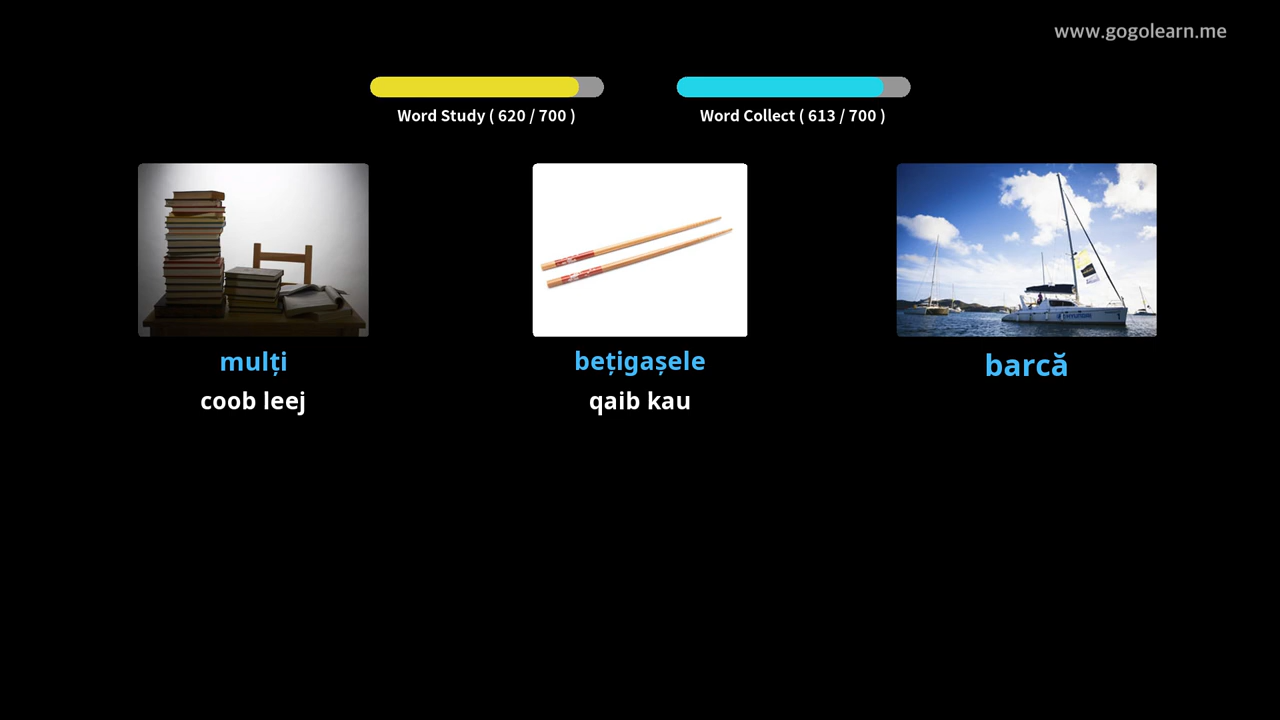 www.gogolearn.me
Word Study ( 620 / 700 )
Word Collect ( 613 / 700 )
mulți
bețigașele
barcă
coob leej
qaib kau